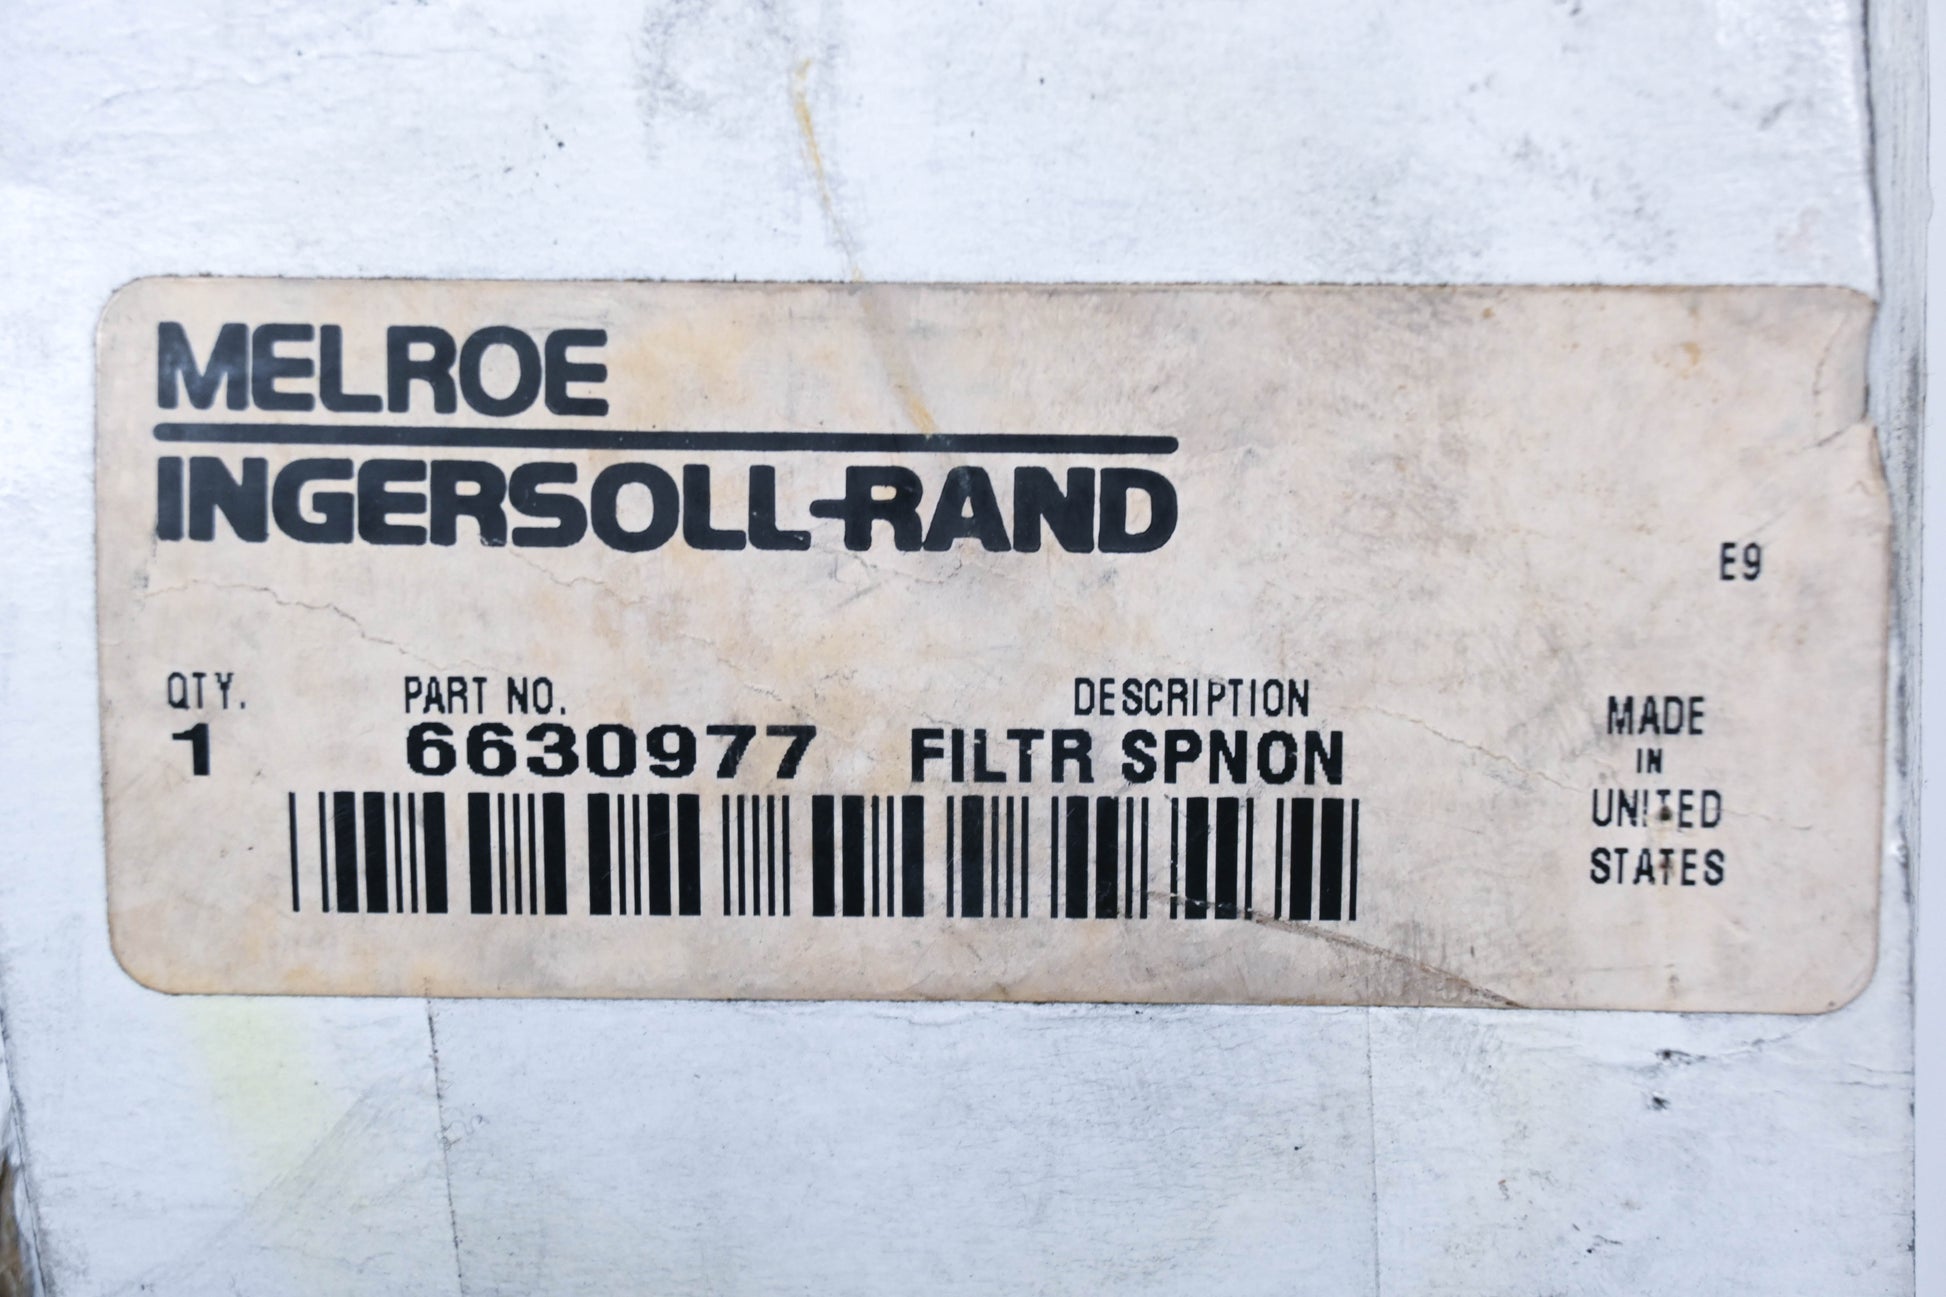 MELROE
INGERSOLL-RAND
E9
QTY. PART NO. DESCRIPTION
1 6630977 FILTR SPNON
MADE
IN
UNITED
STATES